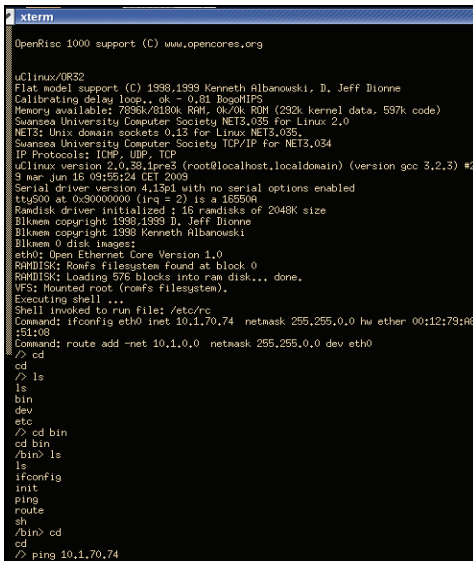 xterm
OpenRisc 1000 support (C) www.opencores.org
uClinux/OR32
Flat model support (C) 1998,1999 Kenneth Albanowski, D. Jeff Dionne
Calibrating delay loop.. ok - 0.81 BogoMIPS
Memory available: 7896k/8180k RAM, 0k/0k ROM (292k kernel data, 597k code)
Swansea University Computer Society NET3.035 for Linux 2.0
NET3: Unix domain sockets 0.13 for Linux NET3.035.
Swansea University Computer Society TCP/IP for NET3.034
IP Protocols: ICMP, UDP, TCP
uClinux version 2.0.38.1pre3 (root@localhost.localdomain) (version gcc 3.2.3) #2
9 mar jun 16 09:55:24 CET 2009
Serial driver version 4.13p1 with no serial options enabled
ttyS00 at 0x90000000 (irq = 2) is a 16550A
Ramdisk driver initialized : 16 ramdisks of 2048K size
Blkmem copyright 1998,1999 D. Jeff Dionne
Blkmem copyright 1998 Kenneth Albanowski
Blkmem 0 disk images:
eth0: Open Ethernet Core Version 1.0
RAMDISK: Romfs filesystem found at block 0
RAMDISK: Loading 576 blocks into ram disk... done.
VFS: Mounted root (romfs filesystem).
Executing shell ...
Shell invoked to run file: /etc/rc
Command: ifconfig eth0 inet 10.1.70.74  netmask 255.255.0.0 hw ether 00:12:79:A8
:51:08
Command: route add -net 10.1.0.0  netmask 255.255.0.0 dev eth0
/> cd
cd
/> ls
ls
bin
dev
etc
/> cd bin
cd bin
/bin> ls
ls
ifconfig
init
ping
route
sh
/bin> cd
cd
/> ping 10.1.70.74